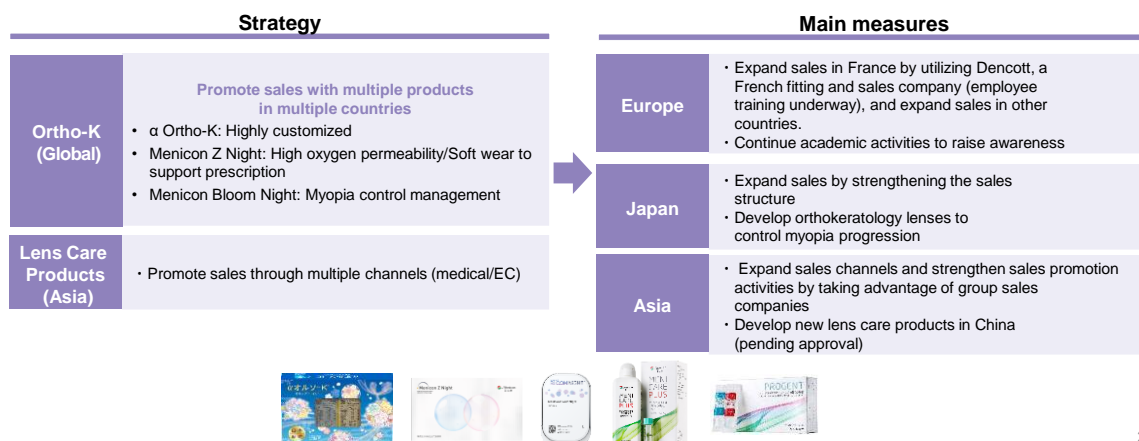 Strategy
Ortho-K
(Global)
Promote sales with multiple products
in multiple countries
• α Ortho-K: Highly customized
• Menicon Z Night: High oxygen permeability/Soft wear to
support prescription
• Menicon Bloom Night: Myopia control management
Lens Care
Products
(Asia)
・Promote sales through multiple channels (medical/EC)
Main measures
Europe
・Expand sales in France by utilizing Dencott, a
French fitting and sales company (employee
training underway), and expand sales in other
countries.
・Continue academic activities to raise awareness
Japan
・Expand sales by strengthening the sales
structure
・Develop orthokeratology lenses to
control myopia progression
Asia
・ Expand sales channels and strengthen sales promotion
activities by taking advantage of group sales
companies
・Develop new lens care products in China
(pending approval)
αオルソ-K
Menicon Z Night
MENI
CARE
PLUS
PROGENT